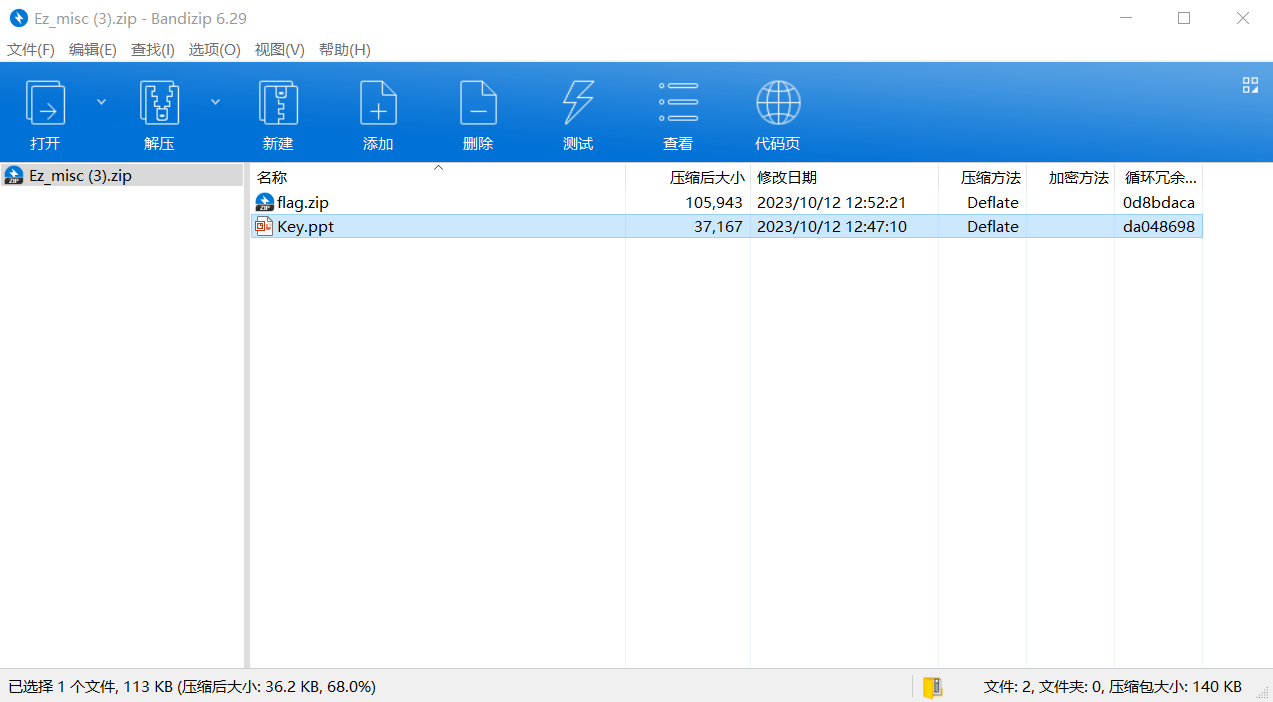 Ez_misc (3).zip - Bandizip 6.29
文件(F) 编辑(E) 查找(I) 选项(O) 视图(V) 帮助(H)
打开 解压 新建 添加 删除 测试 查看 代码页
Ez_misc (3).zip
名称 压缩后大小 修改日期 压缩方法 加密方法 循环冗余...
flag.zip 105,943 2023/10/12 12:52:21 Deflate 0d8bdaca
Key.ppt 37,167 2023/10/12 12:47:10 Deflate da048698
已选择 1 个文件, 113 KB (压缩后大小: 36.2 KB, 68.0%) 文件: 2, 文件夹: 0, 压缩包大小: 140 KB